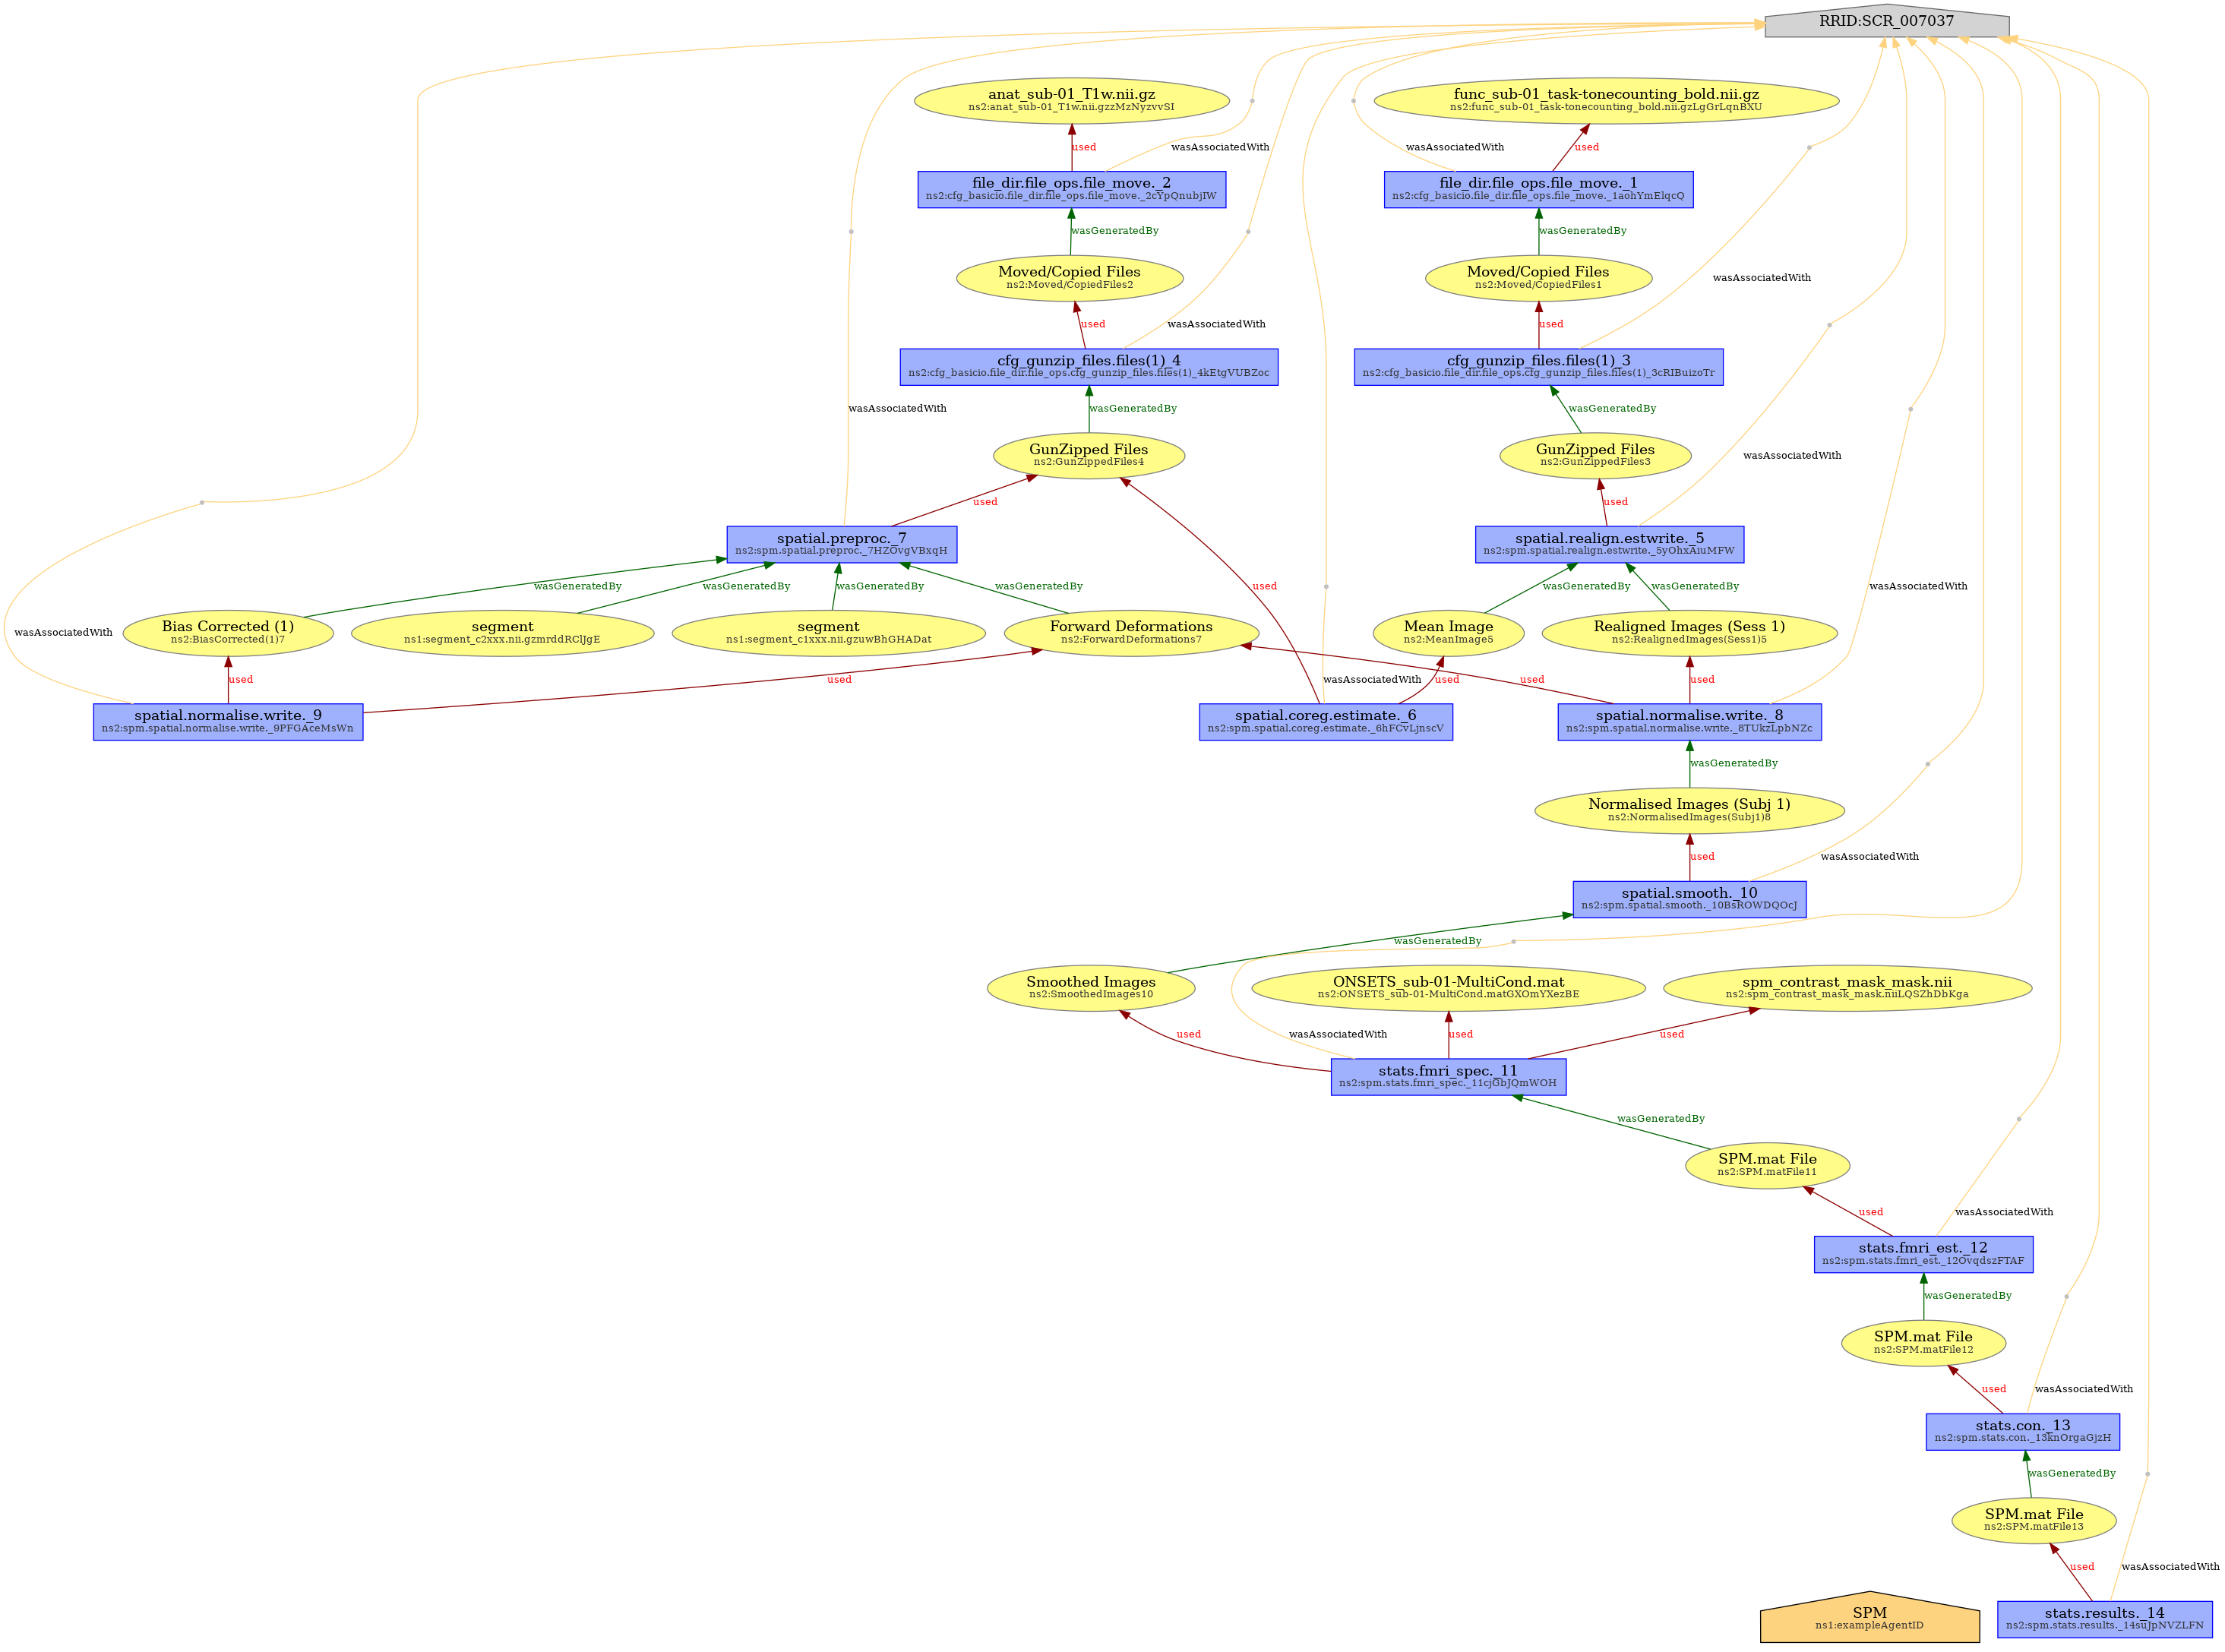 RRID:SCR_007037
anat_sub-01_T1w.nii.gz
ns2:anat_sub-01_T1w.nii.gzzMzNyzvvSI
func_sub-01_task-tonecounting_bold.nii.gz
ns2:func_sub-01_task-tonecounting_bold.nii.gzLgGrLqnBXU
used
wasAssociatedWith
wasAssociatedWith
used
file_dir.file_ops.file_move._2
ns2:cfg_basicio.file_dir.file_ops.file_move._2cYpQnubjIW
file_dir.file_ops.file_move._1
ns2:cfg_basicio.file_dir.file_ops.file_move._1aohYmElqcQ
wasGeneratedBy
wasGeneratedBy
Moved/Copied Files
ns2:Moved/CopiedFiles2
Moved/Copied Files
ns2:Moved/CopiedFiles1
wasAssociatedWith
used
wasAssociatedWith
used
cfg_gunzip_files.files(1)_4
ns2:cfg_basicio.file_dir.file_ops.cfg_gunzip_files.files(1)_4kEtgVUBZoc
cfg_gunzip_files.files(1)_3
ns2:cfg_basicio.file_dir.file_ops.cfg_gunzip_files.files(1)_3cRIBuizoTr
wasAssociatedWith
wasGeneratedBy
wasGeneratedBy
GunZipped Files
ns2:GunZippedFiles4
GunZipped Files
ns2:GunZippedFiles3
wasAssociatedWith
used
used
spatial.preproc._7
ns2:spm.spatial.preproc._7HZOvgVBxqH
spatial.realign.estwrite._5
ns2:spm.spatial.realign.estwrite._5yOhxAiuMFW
wasGeneratedBy
wasGeneratedBy
wasGeneratedBy
wasGeneratedBy
used
wasGeneratedBy
wasGeneratedBy
wasAssociatedWith
wasAssociatedWith
Bias Corrected (1)
ns2:BiasCorrected(1)7
segment
ns1:segment_c2xxx.nii.gzmrddRClJgE
segment
ns1:segment_c1xxx.nii.gzuwBhGHADat
Forward Deformations
ns2:ForwardDeformations7
Mean Image
ns2:MeanImage5
Realigned Images (Sess 1)
ns2:RealignedImages(Sess1)5
used
used
wasAssociatedWith
used
used
used
spatial.normalise.write._9
ns2:spm.spatial.normalise.write._9PFGAceMsWn
spatial.coreg.estimate._6
ns2:spm.spatial.coreg.estimate._6hFCvLjnscV
spatial.normalise.write._8
ns2:spm.spatial.normalise.write._8TUkzLpbNZc
wasGeneratedBy
Normalised Images (Subj 1)
ns2:NormalisedImages(Subj1)8
used
wasAssociatedWith
spatial.smooth._10
ns2:spm.spatial.smooth._10BsROWDQOcJ
wasGeneratedBy
Smoothed Images
ns2:SmoothedImages10
ONSETS_sub-01-MultiCond.mat
ns2:ONSETS_sub-01-MultiCond.matGXOmYXezBE
spm_contrast_mask_mask.nii
ns2:spm_contrast_mask_mask.niiLQSZhDbKga
used
wasAssociatedWith
used
used
stats.fmri_spec._11
ns2:spm.stats.fmri_spec._11cjGbJQmWOH
wasGeneratedBy
SPM.mat File
ns2:SPM.matFile11
used
wasAssociatedWith
stats.fmri_est._12
ns2:spm.stats.fmri_est._12OvqdszFTAF
wasGeneratedBy
SPM.mat File
ns2:SPM.matFile12
used
wasAssociatedWith
stats.con._13
ns2:spm.stats.con._13knOrgaGjzH
wasGeneratedBy
SPM.mat File
ns2:SPM.matFile13
used
wasAssociatedWith
SPM
ns1:exampleAgentID
stats.results._14
ns2:spm.stats.results._14suJpNVZLFN